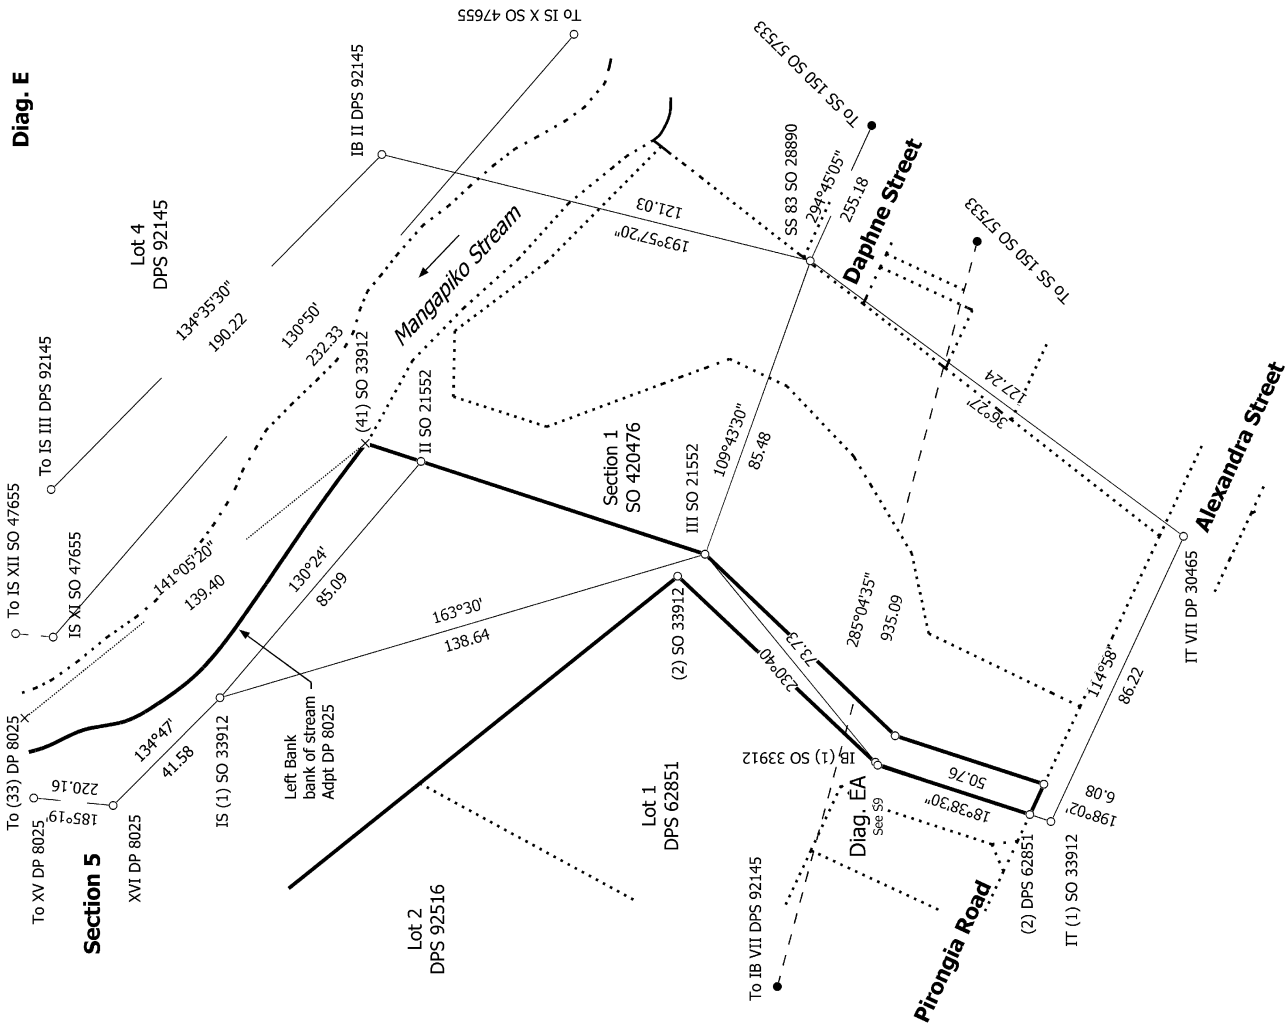 Diag. E
To IS X SO 47655
IB II DPS 92145
To SS 150 SO 57533
Lot 4
DPS 92145
134°35'30"
190.22
130°50'
232.33
Mangapiko Stream
121.03
193°57'20"
SS 83 SO 28890
294°45'05"
255.18
Daphne Street
To SS 150 SO 57533
To IS III DPS 92145
(41) SO 33912
II SO 21552
To IS XII SO 47655
IS XI SO 47655
141°05'20"
139.40
130°24'
85.09
163°30'
138.64
Section 1
SO 420476
III SO 21552
109°43'30"
85.48
127.24
36°27'
Alexandra Street
IT VII DP 30465
To (33) DP 8025
220.16
185°19'
To XV DP 8025
XVI DP 8025
134°47'
41.58
IS (1) SO 33912
Left Bank
bank of stream
Adpt DP 8025
(2) SO 33912
73.73
230°40'
285°04'35"
935.09
114°58'
86.22
IB (1) SO 33912
50.76
18°38'30"
6.08
198°02'
Section 5
Lot 1
DPS 62851
Lot 2
DPS 92516
Diag. EA
See S9
To IB VII DPS 92145
Pirongia Road
(2) DPS 62851
IT (1) SO 33912